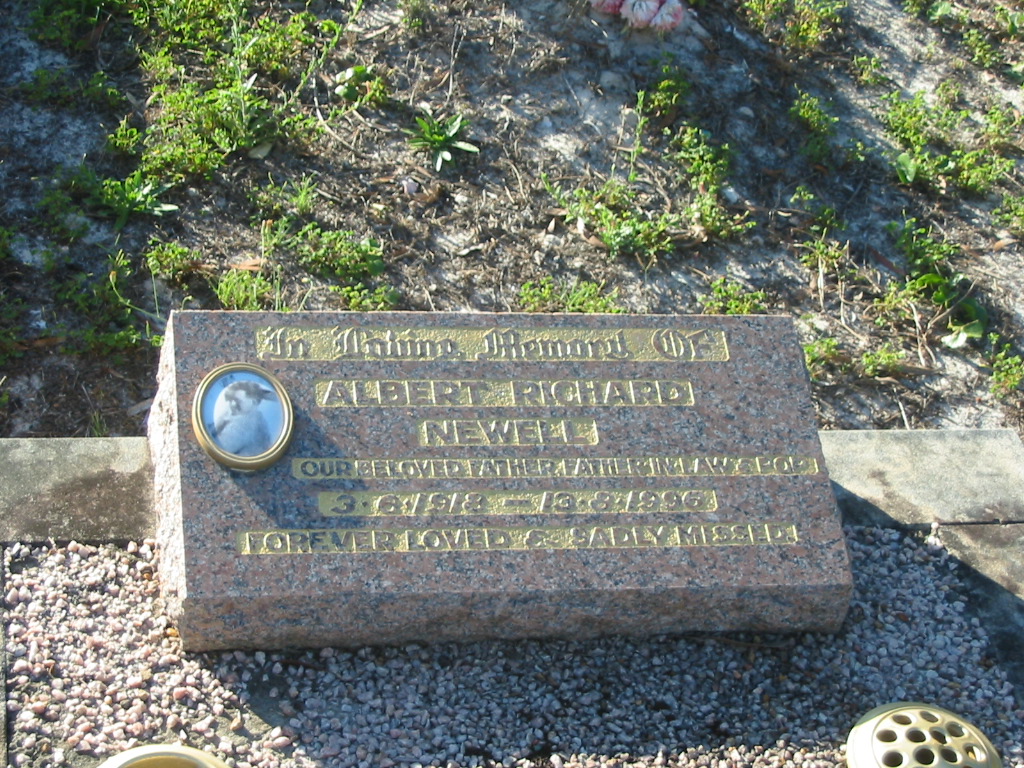 In Loving Memory Of
ALBERT RICHARD
NEWELL
OUR BELOVED FATHER, FATHER-IN-LAW & POP
3·6·1918 — 13·8·1996
FOREVER LOVED & SADLY MISSED.